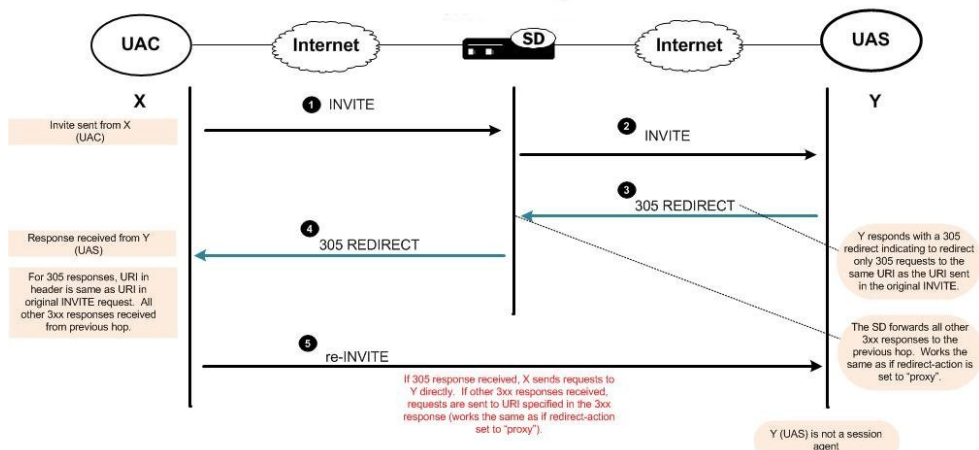 UAC
Internet
SD
Internet
UAS
X
Y
1 INVITE
Invite sent from X
(UAC)
2 INVITE
3
305 REDIRECT
4
305 REDIRECT
Response received from Y
(UAS)
Y responds with a 305
redirect indicating to redirect
only 305 requests to the
same URI as the URI sent
in the original INVITE.
For 305 responses, URI in
header is same as URI in
original INVITE request. All
other 3xx responses received
from previous hop.
The SD forwards all other
3xx responses to the
previous hop. Works the
same as if redirect-action is
set to “proxy”.
5
re-INVITE
If 305 response received, X sends requests to
Y directly. If other 3xx responses received,
requests are sent to URI specified in the 3xx
response (works the same as if redirect-action
set to “proxy”).
Y (UAS) is not a session
agent